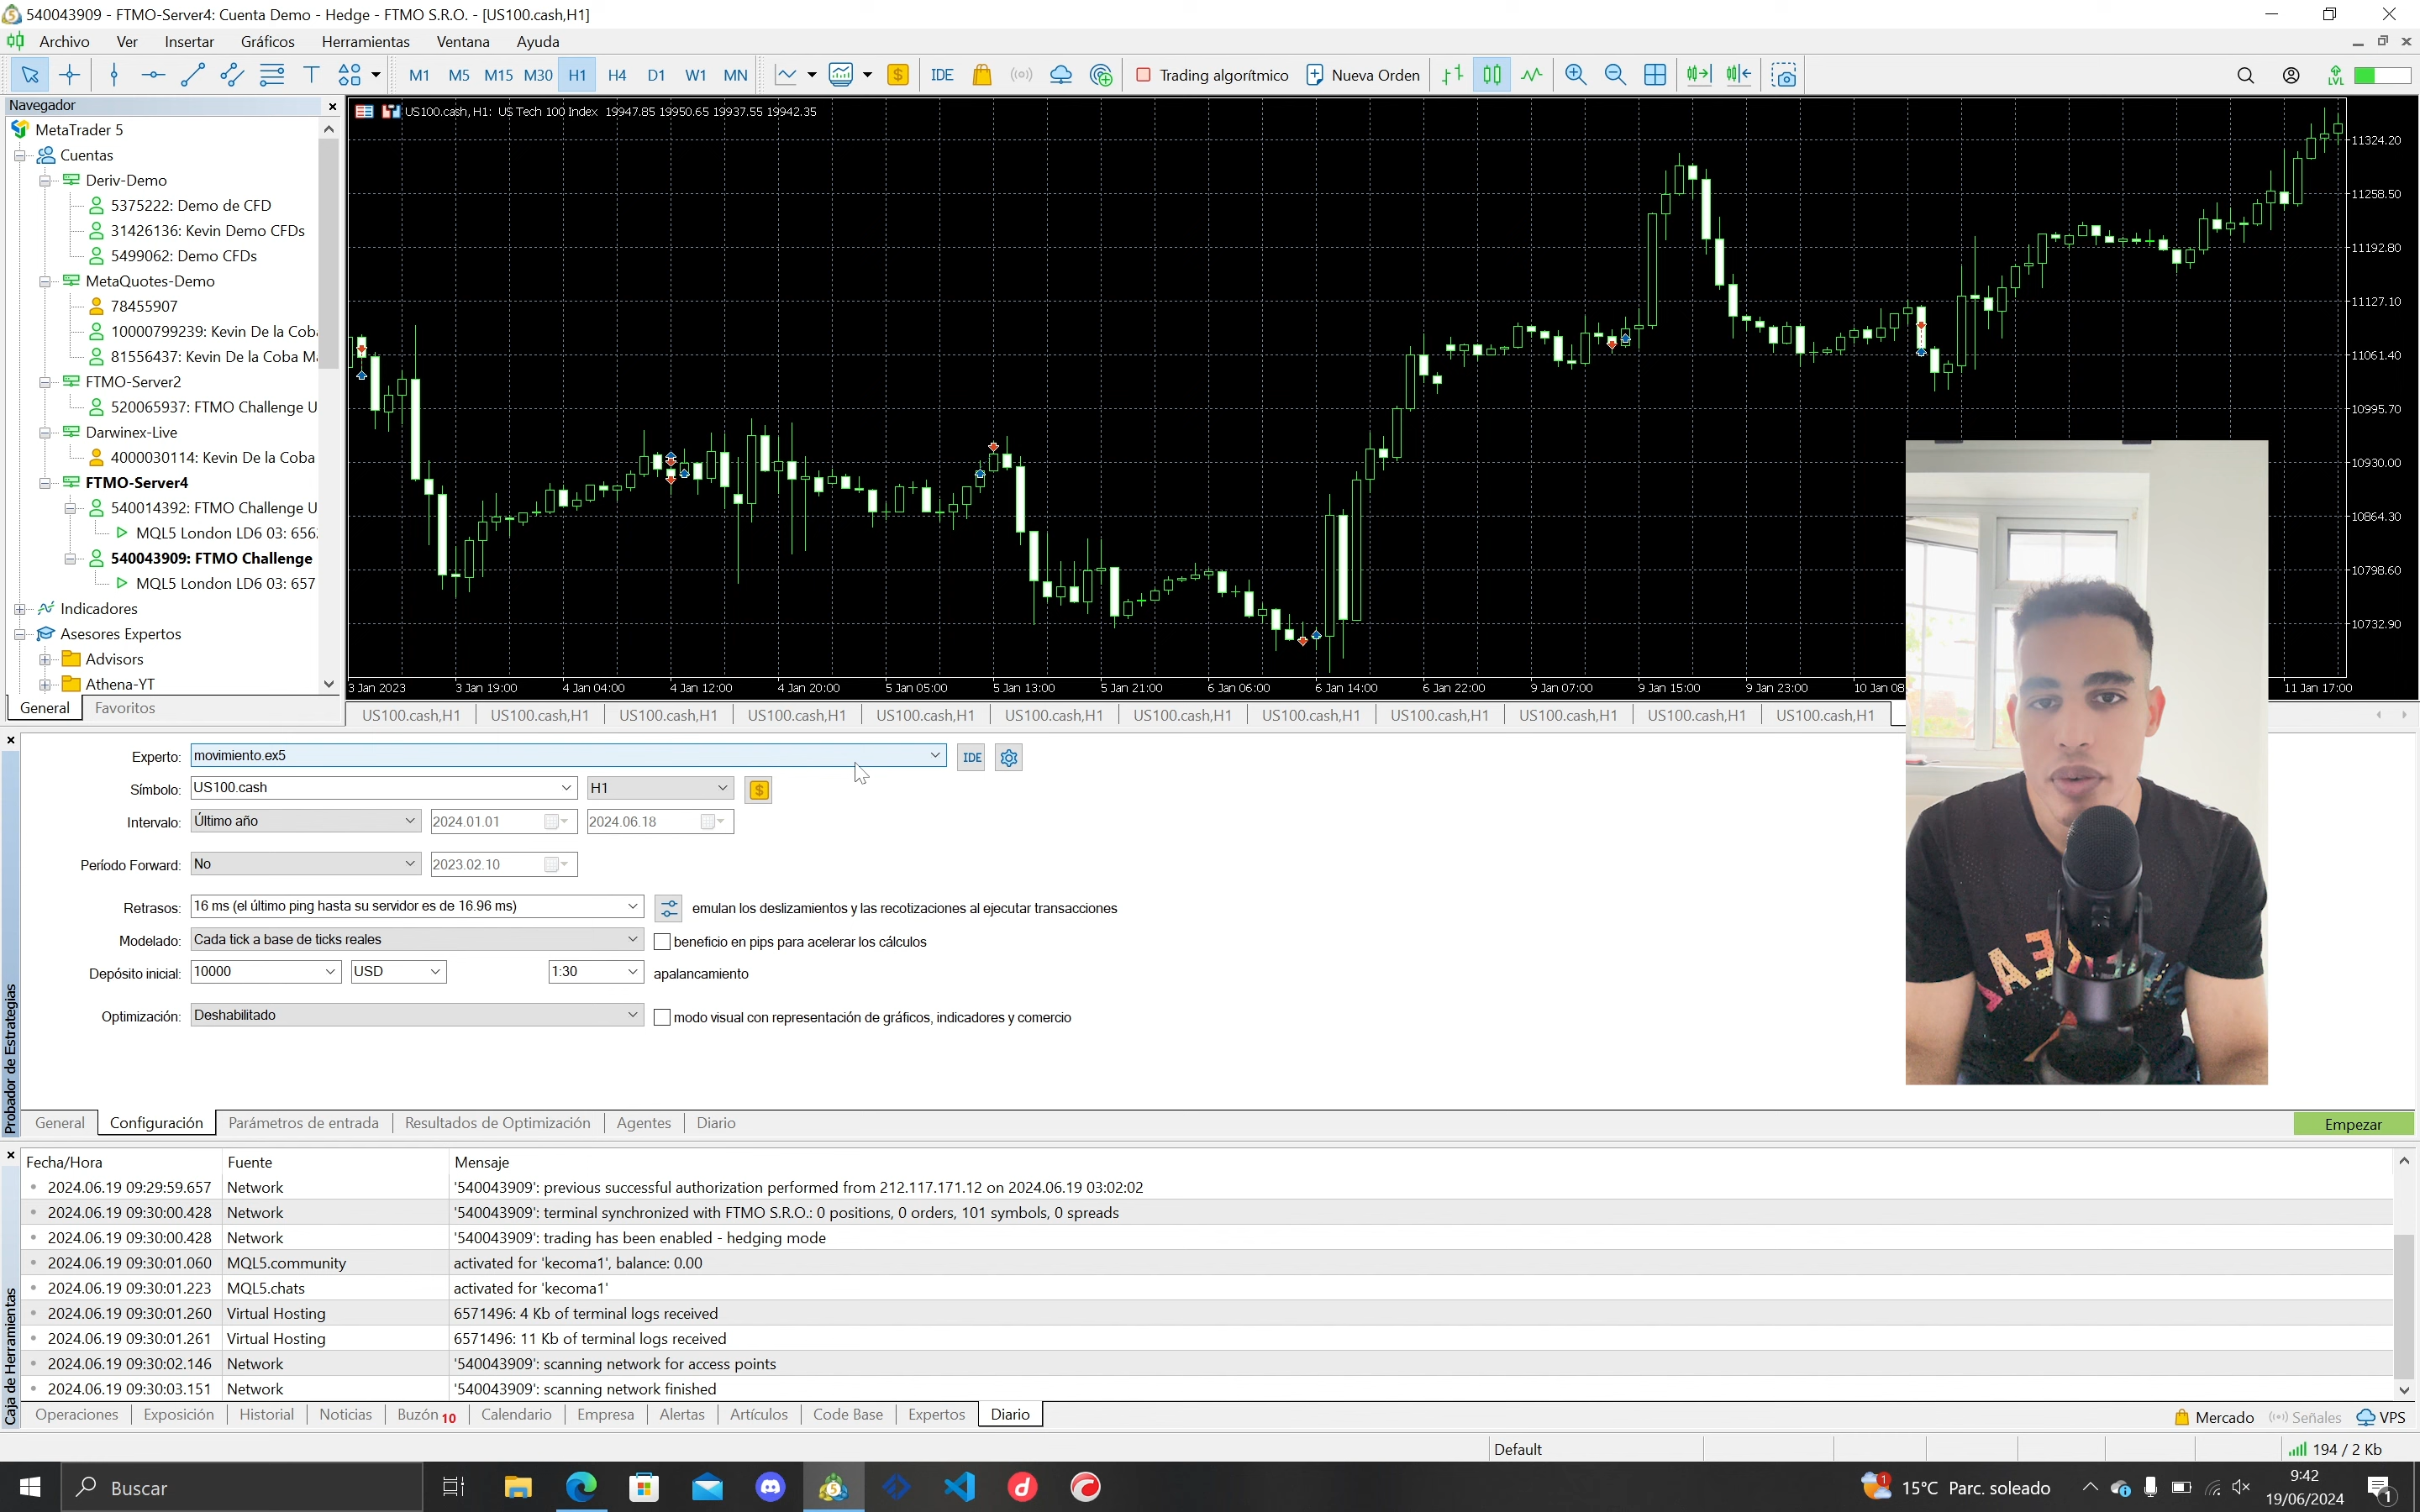 540043909 - FTMO-Server4: Cuenta Demo - Hedge - FTMO S.R.O. - [US100.cash,H1]
Archivo Ver Insertar Gráficos Herramientas Ventana Ayuda
M1 M5 M15 M30 H1 H4 D1 W1 MN IDE Trading algorítmico Nueva Orden LVL
Navegador
MetaTrader 5
Cuentas
Deriv-Demo
5375222: Demo de CFD
31426136: Kevin Demo CFDs
5499062: Demo CFDs
MetaQuotes-Demo
78455907
10000799239: Kevin De la Cob
81556437: Kevin De la Coba M
FTMO-Server2
520065937: FTMO Challenge U
Darwinex-Live
4000030114: Kevin De la Coba
FTMO-Server4
540014392: FTMO Challenge U
MQL5 London LD6 03: 656
540043909: FTMO Challenge
MQL5 London LD6 03: 657
Indicadores
Asesores Expertos
Advisors
Athena-YT
General Favoritos
US100.cash, H1: US Tech 100 Index 19947.85 19950.65 19937.55 19942.35
11324.20
11258.50
11192.80
11127.10
11061.40
10995.70
10930.00
10864.30
10798.60
10732.90
3 Jan 2023 3 Jan 19:00 4 Jan 04:00 4 Jan 12:00 4 Jan 20:00 5 Jan 05:00 5 Jan 13:00 5 Jan 21:00 6 Jan 06:00 6 Jan 14:00 6 Jan 22:00 9 Jan 07:00 9 Jan 15:00 9 Jan 23:00 10 Jan 08 11 Jan 17:00
US100.cash,H1 US100.cash,H1 US100.cash,H1 US100.cash,H1 US100.cash,H1 US100.cash,H1 US100.cash,H1 US100.cash,H1 US100.cash,H1 US100.cash,H1 US100.cash,H1 US100.cash,H1
Probador de Estrategias
Experto: movimiento.ex5 IDE
Símbolo: US100.cash H1
Intervalo: Último año 2024.01.01 2024.06.18
Período Forward: No 2023.02.10
Retrasos: 16 ms (el último ping hasta su servidor es de 16.96 ms) emulan los deslizamientos y las recotizaciones al ejecutar transacciones
Modelado: Cada tick a base de ticks reales beneficio en pips para acelerar los cálculos
Depósito inicial: 10000 USD 1:30 apalancamiento
Optimización: Deshabilitado modo visual con representación de gráficos, indicadores y comercio
General Configuración Parámetros de entrada Resultados de Optimización Agentes Diario Empezar
Caja de Herramientas
Fecha/Hora Fuente Mensaje
2024.06.19 09:29:59.657 Network '540043909': previous successful authorization performed from 212.117.171.12 on 2024.06.19 03:02:02
2024.06.19 09:30:00.428 Network '540043909': terminal synchronized with FTMO S.R.O.: 0 positions, 0 orders, 101 symbols, 0 spreads
2024.06.19 09:30:00.428 Network '540043909': trading has been enabled - hedging mode
2024.06.19 09:30:01.060 MQL5.community activated for 'kecoma1', balance: 0.00
2024.06.19 09:30:01.223 MQL5.chats activated for 'kecoma1'
2024.06.19 09:30:01.260 Virtual Hosting 6571496: 4 Kb of terminal logs received
2024.06.19 09:30:01.261 Virtual Hosting 6571496: 11 Kb of terminal logs received
2024.06.19 09:30:02.146 Network '540043909': scanning network for access points
2024.06.19 09:30:03.151 Network '540043909': scanning network finished
Operaciones Exposición Historial Noticias Buzón 10 Calendario Empresa Alertas Artículos Code Base Expertos Diario Mercado Señales VPS
Default 194 / 2 Kb
Buscar 1 15°C Parc. soleado 9:42
19/06/2024 1